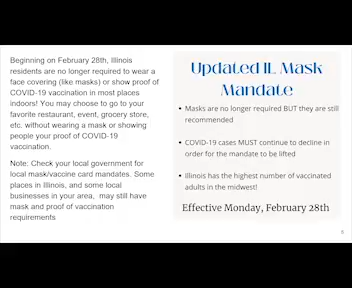 Beginning on February 28th, Illinois
residents are no longer required to wear a
face covering (like masks) or show proof of
COVID-19 vaccination in most places
indoors! You may choose to go to your
favorite restaurant, event, grocery store,
etc. without wearing a mask or showing
people your proof of COVID-19
vaccination.
Note: Check your local government for
local mask/vaccine card mandates. Some
places in Illinois, and some local
businesses in your area, may still have
mask and proof of vaccination
requirements
Updated IL Mask
Mandate
• Masks are no longer required BUT they are still
recommended
• COVID-19 cases MUST continue to decline in
order for the mandate to be lifted
• Illinois has the highest number of vaccinated
adults in the midwest!
Effective Monday, February 28th